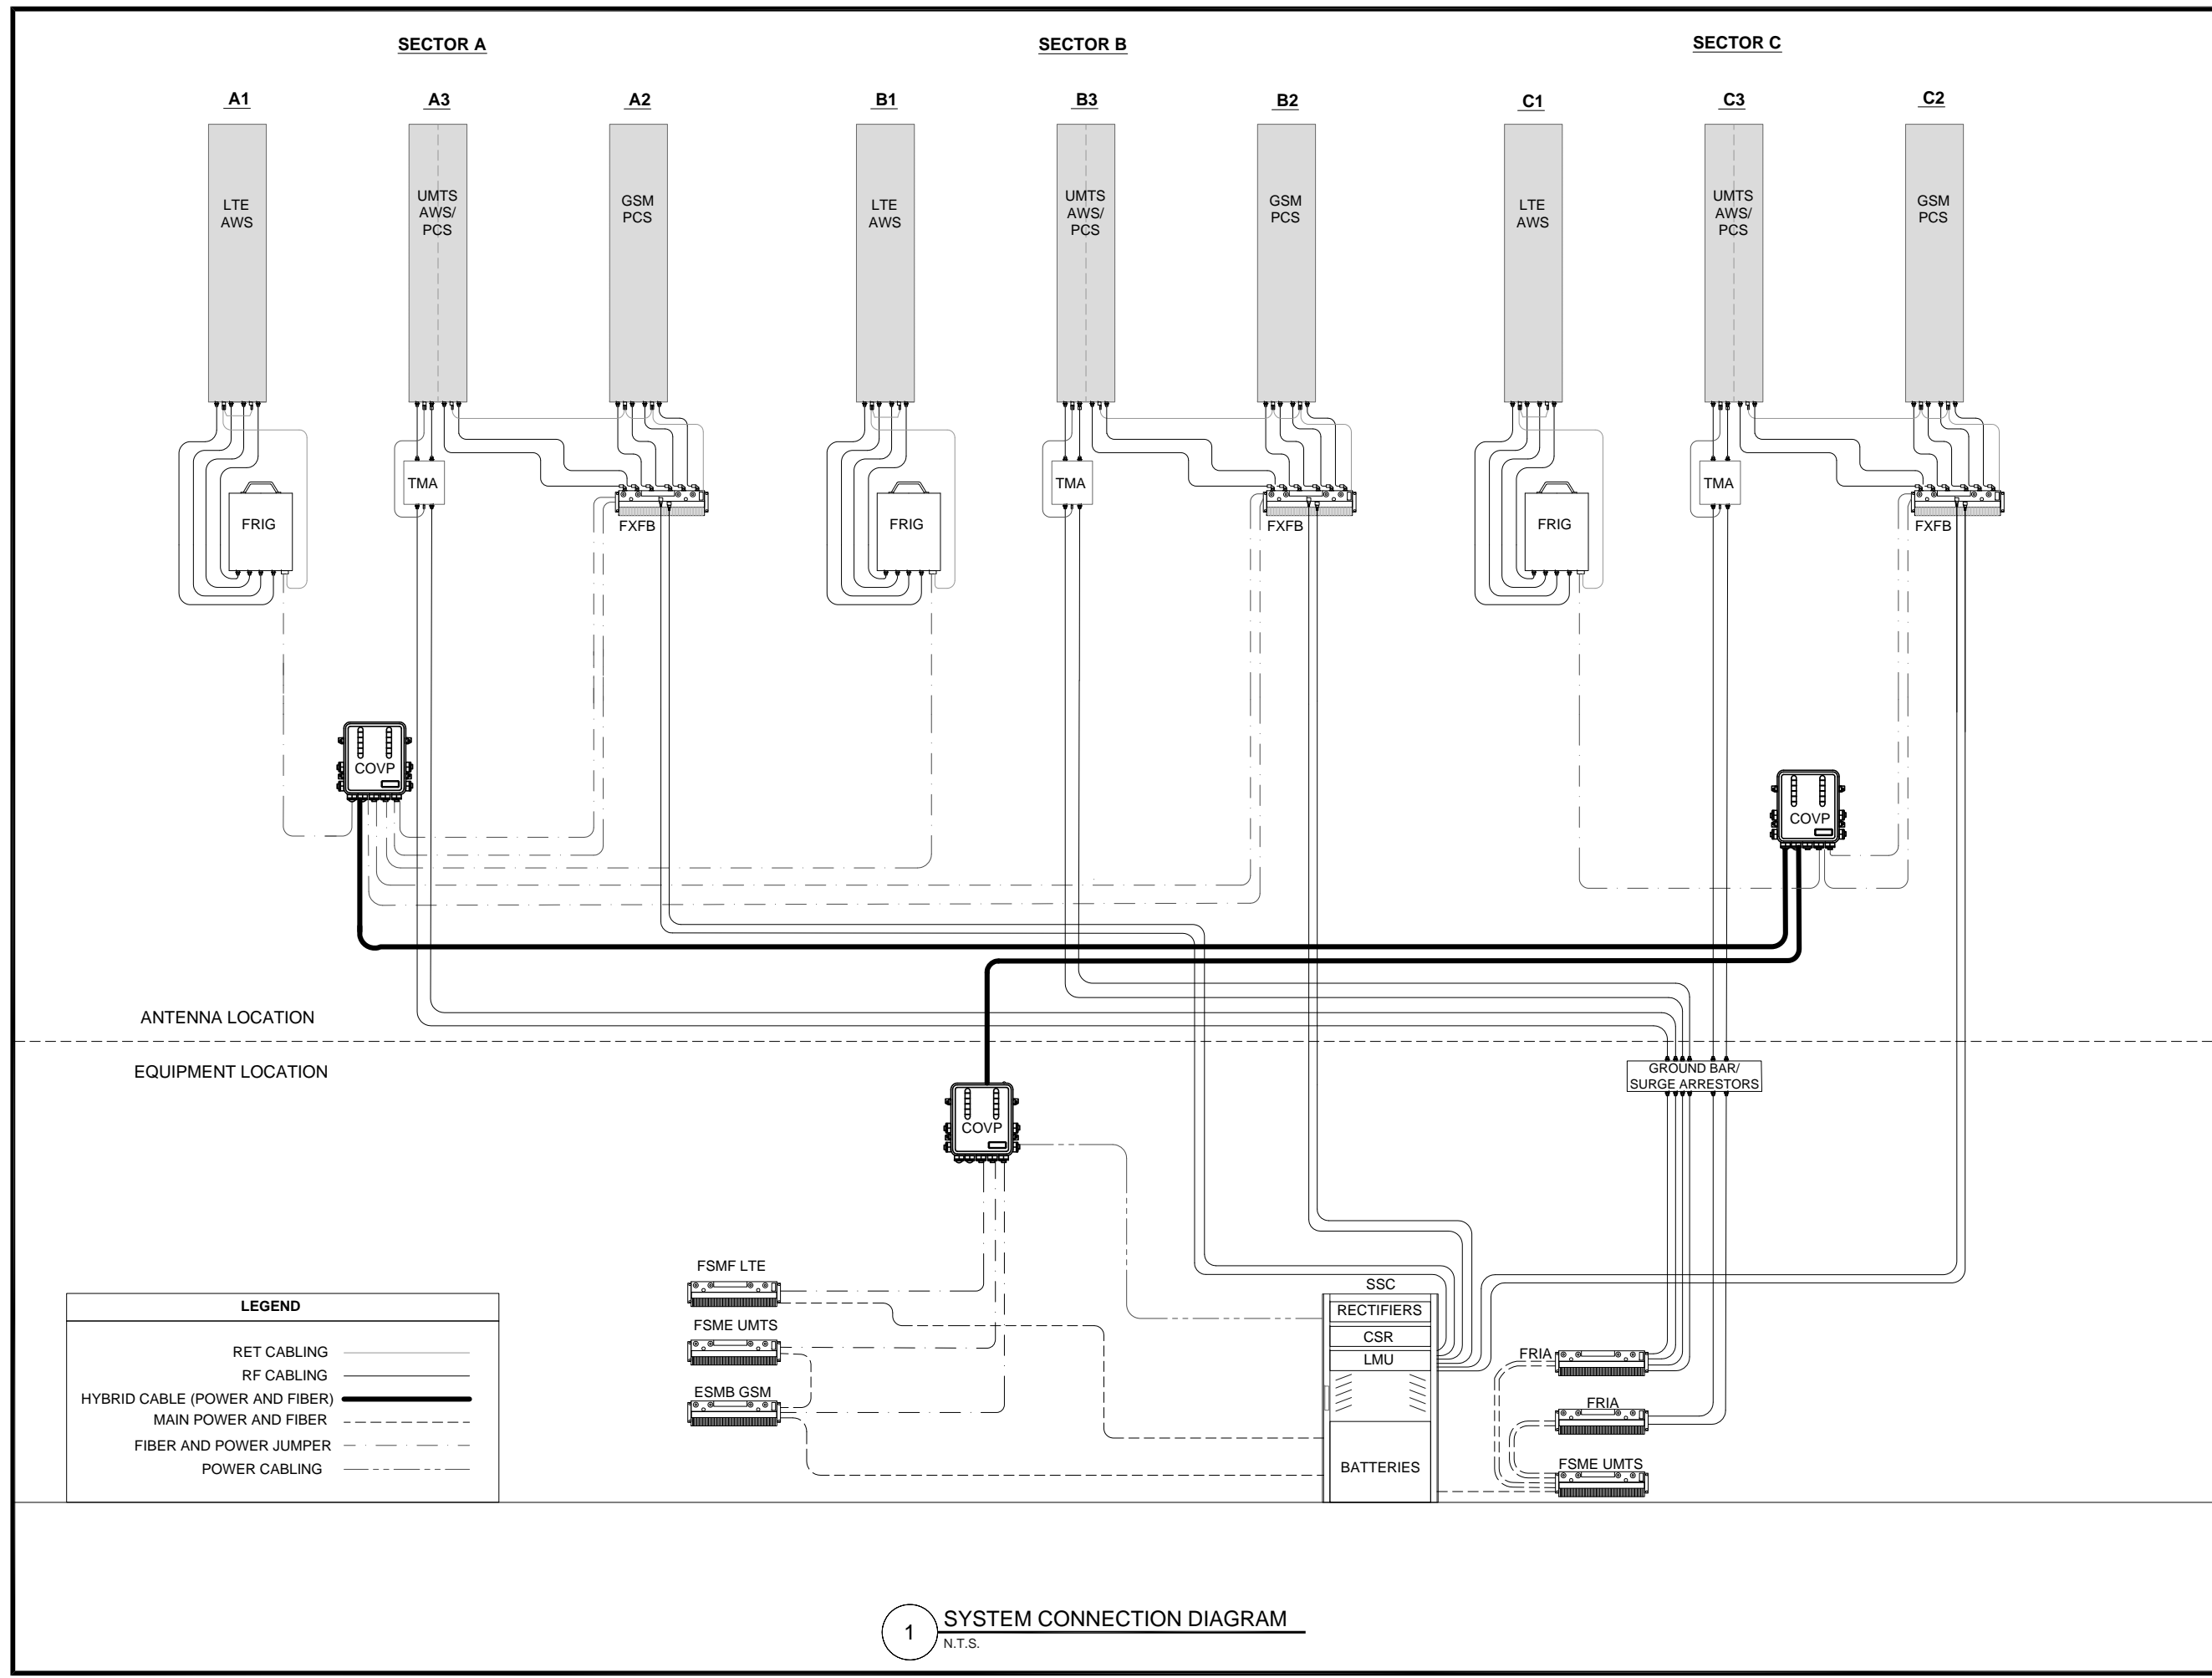 SECTOR A
SECTOR B
SECTOR C
A1
A3
A2
B1
B3
B2
C1
C3
C2
LTE
AWS
UMTS
AWS/
PCS
GSM
PCS
LTE
AWS
UMTS
AWS/
PCS
GSM
PCS
LTE
AWS
UMTS
AWS/
PCS
GSM
PCS
FRIG
TMA
FXFB
FRIG
TMA
FXFB
FRIG
TMA
FXFB
COVP
COVP
ANTENNA LOCATION
EQUIPMENT LOCATION
GROUND BAR/
SURGE ARRESTORS
COVP
FSMF LTE
FSME UMTS
ESMB GSM
SSC
RECTIFIERS
CSR
LMU
BATTERIES
FRIA
FRIA
FSME UMTS
LEGEND
RET CABLING
RF CABLING
HYBRID CABLE (POWER AND FIBER)
MAIN POWER AND FIBER
FIBER AND POWER JUMPER
POWER CABLING
1
SYSTEM CONNECTION DIAGRAM
N.T.S.